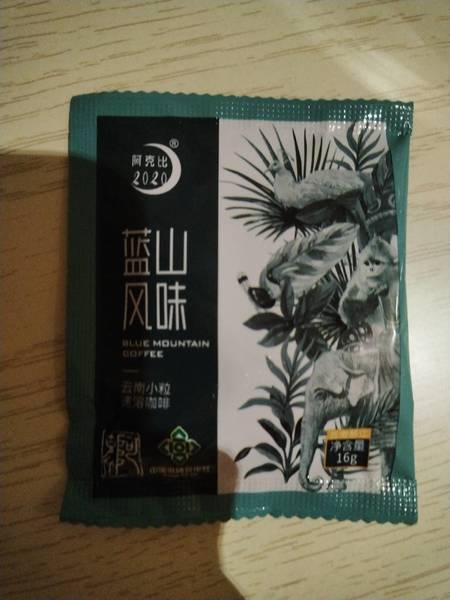 阿克比
2020
®
蓝山
风味
BLUE MOUNTAIN
COFFEE
云南小粒
速溶咖啡
净含量
16g